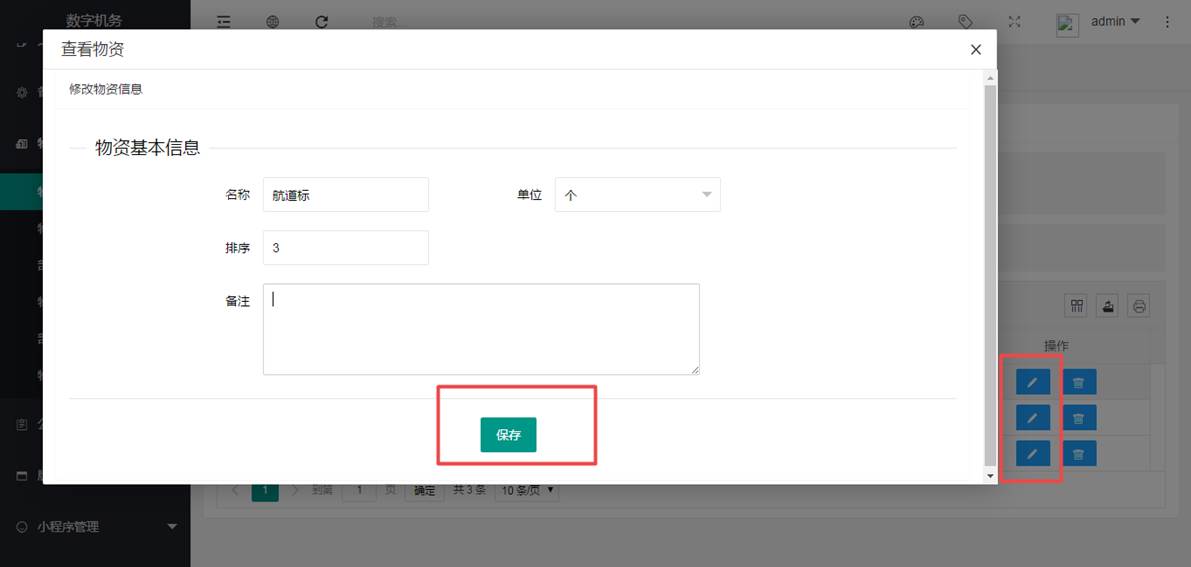 数字机务
搜索...
admin
查看物资
修改物资信息
物资基本信息
名称 航道标 单位 个
排序 3
备注
保存
操作
1 到第 1 页 确定 共 3 条 10 条/页
小程序管理